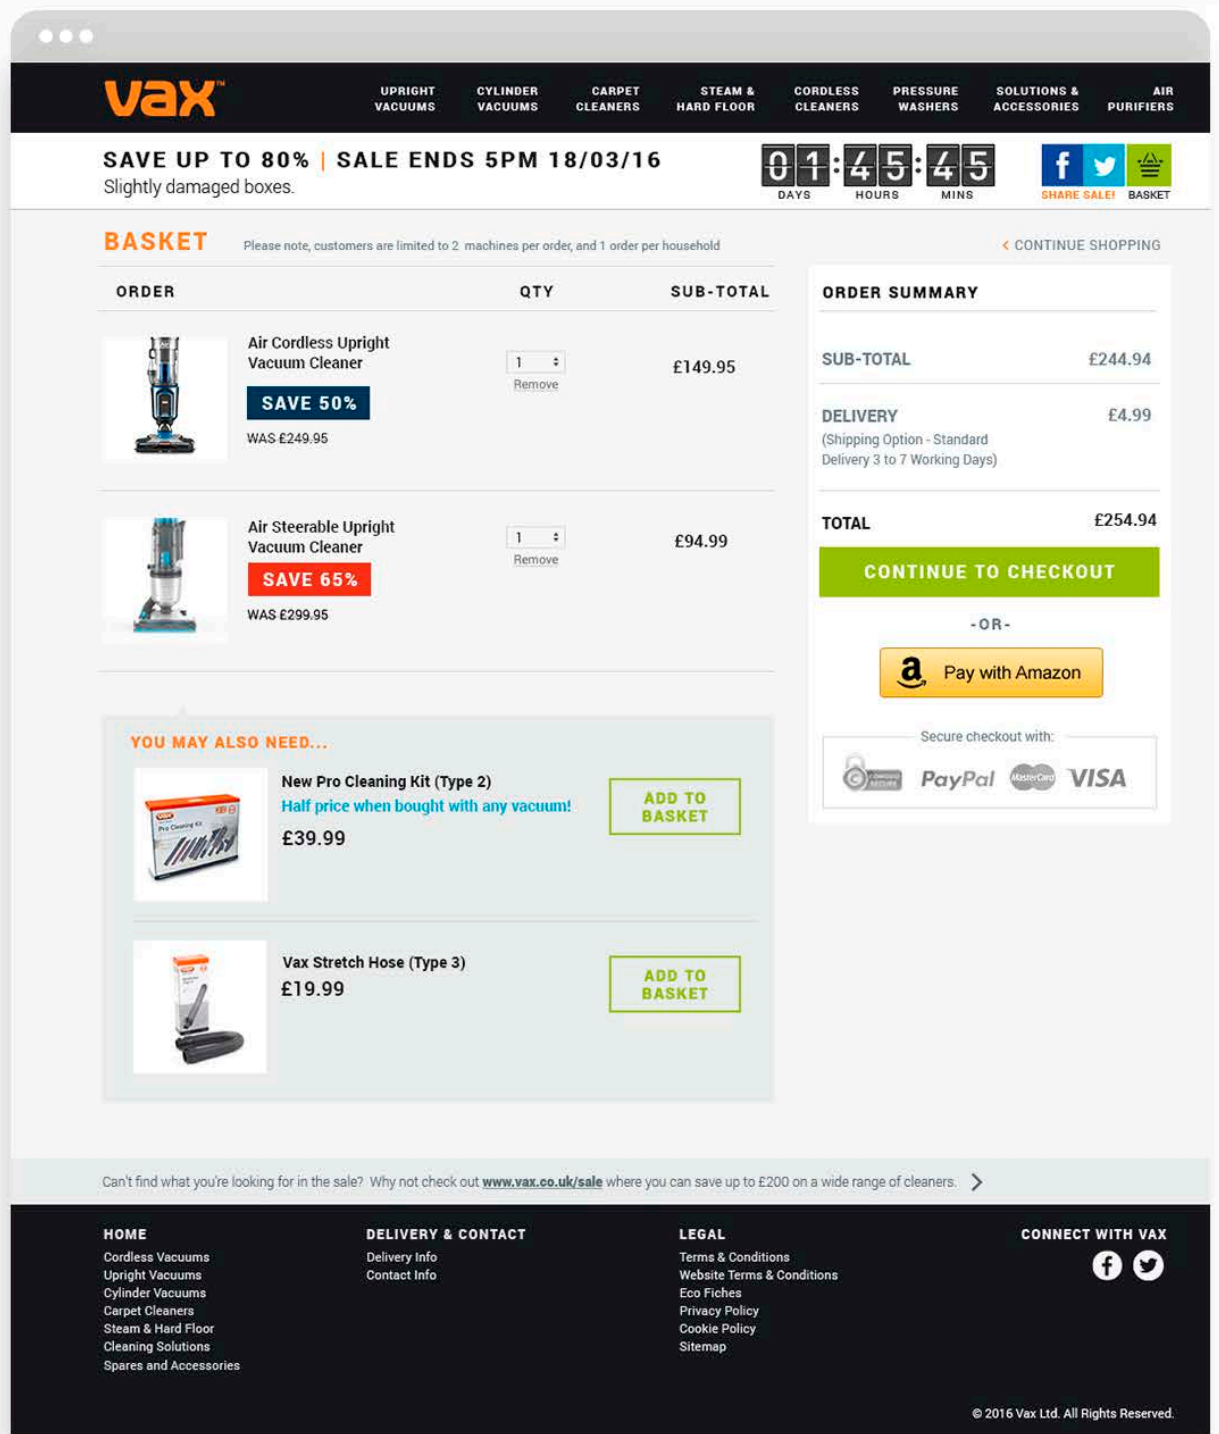 vax™
UPRIGHT VACUUMS
CYLINDER VACUUMS
CARPET CLEANERS
STEAM & HARD FLOOR
CORDLESS CLEANERS
PRESSURE WASHERS
SOLUTIONS & ACCESSORIES
AIR PURIFIERS
SAVE UP TO 80% | SALE ENDS 5PM 18/03/16
Slightly damaged boxes.
01:45:45
DAYS HOURS MINS
SHARE SALE! BASKET
BASKET
Please note, customers are limited to 2 machines per order, and 1 order per household
< CONTINUE SHOPPING
ORDER QTY SUB-TOTAL
Air Cordless Upright
Vacuum Cleaner
SAVE 50%
WAS £249.95
1
Remove
£149.95
Air Steerable Upright
Vacuum Cleaner
SAVE 65%
WAS £299.95
1
Remove
£94.99
ORDER SUMMARY
SUB-TOTAL £244.94
DELIVERY £4.99
(Shipping Option - Standard
Delivery 3 to 7 Working Days)
TOTAL £254.94
CONTINUE TO CHECKOUT
-OR-
Pay with Amazon
Secure checkout with:
PayPal MasterCard VISA
YOU MAY ALSO NEED...
Pro Cleaning Kit
New Pro Cleaning Kit (Type 2)
Half price when bought with any vacuum!
£39.99
ADD TO
BASKET
Vax Stretch Hose (Type 3)
£19.99
ADD TO
BASKET
Can't find what you're looking for in the sale? Why not check out www.vax.co.uk/sale where you can save up to £200 on a wide range of cleaners.
HOME
Cordless Vacuums
Upright Vacuums
Cylinder Vacuums
Carpet Cleaners
Steam & Hard Floor
Cleaning Solutions
Spares and Accessories
DELIVERY & CONTACT
Delivery Info
Contact Info
LEGAL
Terms & Conditions
Website Terms & Conditions
Eco Fiches
Privacy Policy
Cookie Policy
Sitemap
CONNECT WITH VAX
© 2016 Vax Ltd. All Rights Reserved.